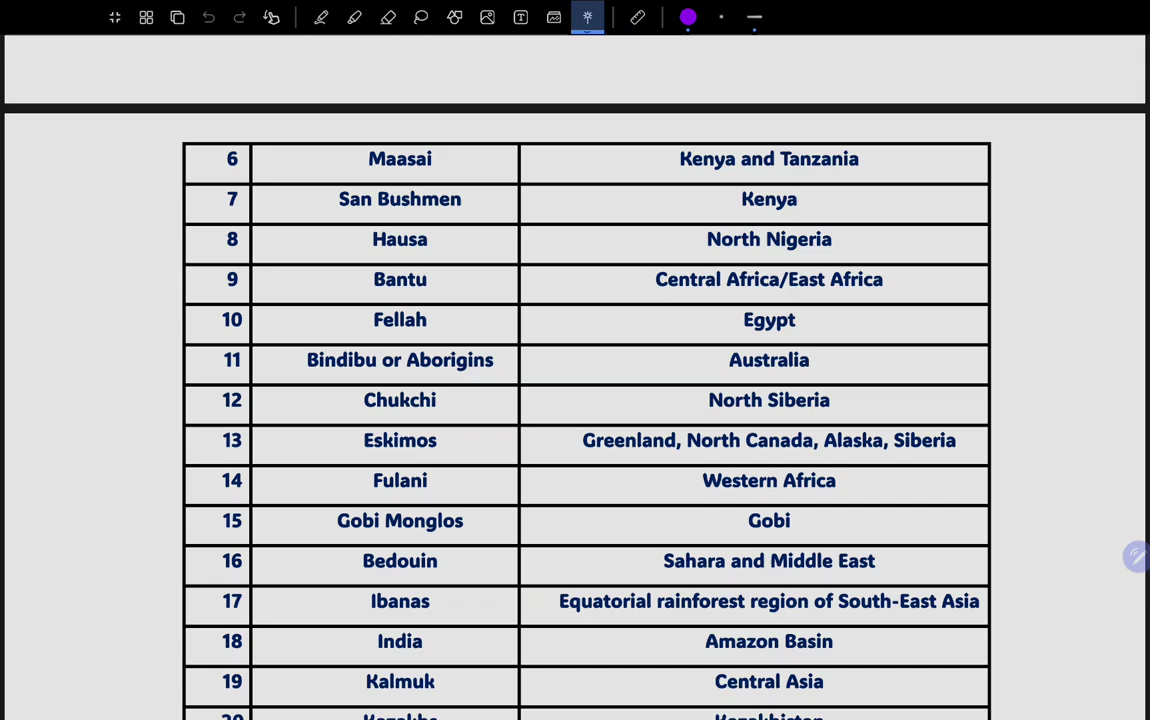 6 Maasai Kenya and Tanzania
7 San Bushmen Kenya
8 Hausa North Nigeria
9 Bantu Central Africa/East Africa
10 Fellah Egypt
11 Bindibu or Aborigins Australia
12 Chukchi North Siberia
13 Eskimos Greenland, North Canada, Alaska, Siberia
14 Fulani Western Africa
15 Gobi Monglos Gobi
16 Bedouin Sahara and Middle East
17 Ibanas Equatorial rainforest region of South-East Asia
18 India Amazon Basin
19 Kalmuk Central Asia